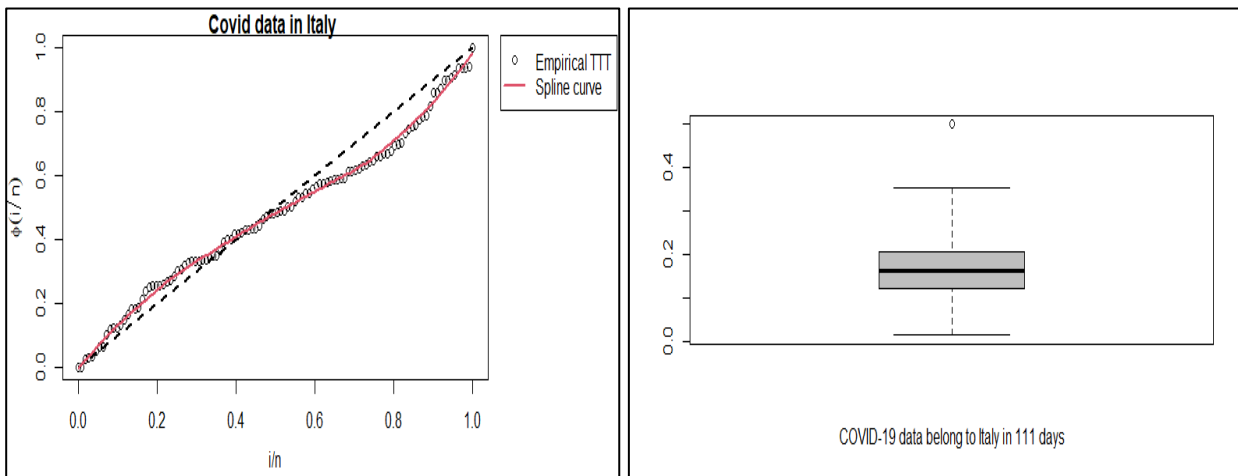 Covid data in Italy
Empirical TTT
Spline curve
Φ(i/n)
1.0
0.8
0.6
0.4
0.2
0.0
0.0 0.2 0.4 0.6 0.8 1.0
i/n
0.4
0.2
0.0
COVID-19 data belong to Italy in 111 days